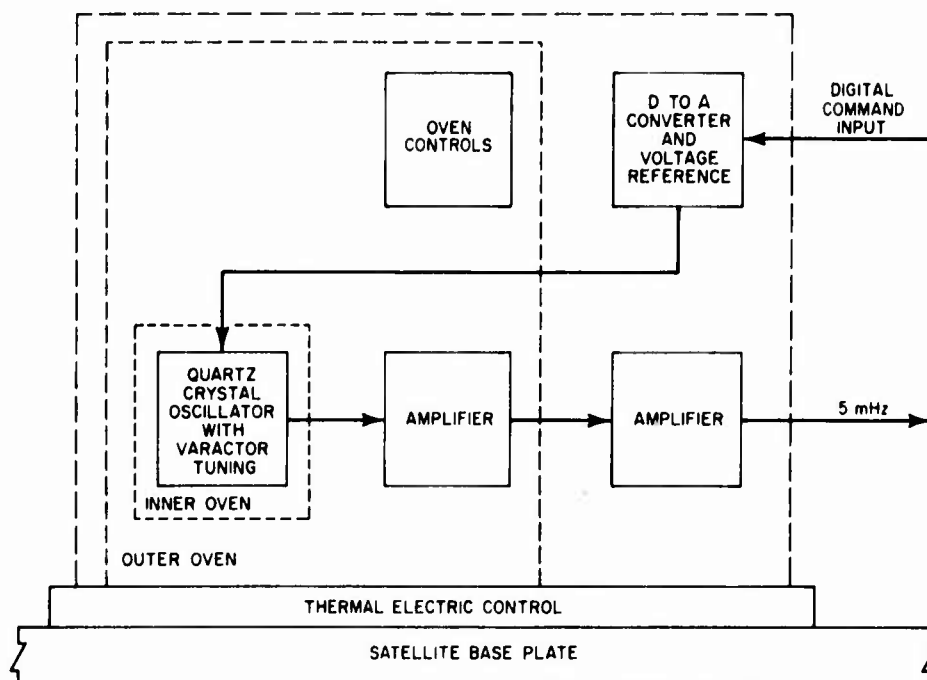 OVEN
CONTROLS
D TO A
CONVERTER
AND
VOLTAGE
REFERENCE
DIGITAL
COMMAND
INPUT
QUARTZ
CRYSTAL
OSCILLATOR
WITH
VARACTOR
TUNING
INNER OVEN
AMPLIFIER
AMPLIFIER
5 mHz
OUTER OVEN
THERMAL ELECTRIC CONTROL
SATELLITE BASE PLATE